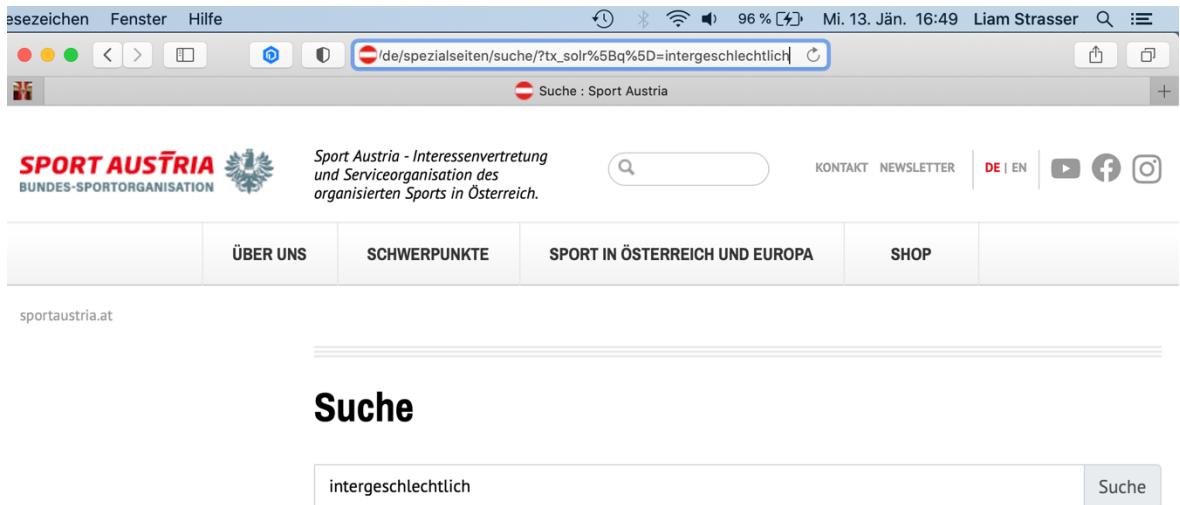 esezeichen Fenster Hilfe 96 % Mi. 13. Jän. 16:49 Liam Strasser
/de/spezialseiten/suche/?tx_solr%5Bq%5D=intergeschlechtlich
Suche : Sport Austria
SPORT AUSTRIA
BUNDES-SPORTORGANISATION
Sport Austria - Interessenvertretung
und Serviceorganisation des
organisierten Sports in Österreich.
KONTAKT NEWSLETTER DE | EN
ÜBER UNS SCHWERPUNKTE SPORT IN ÖSTERREICH UND EUROPA SHOP
sportaustria.at
Suche
intergeschlechtlich Suche